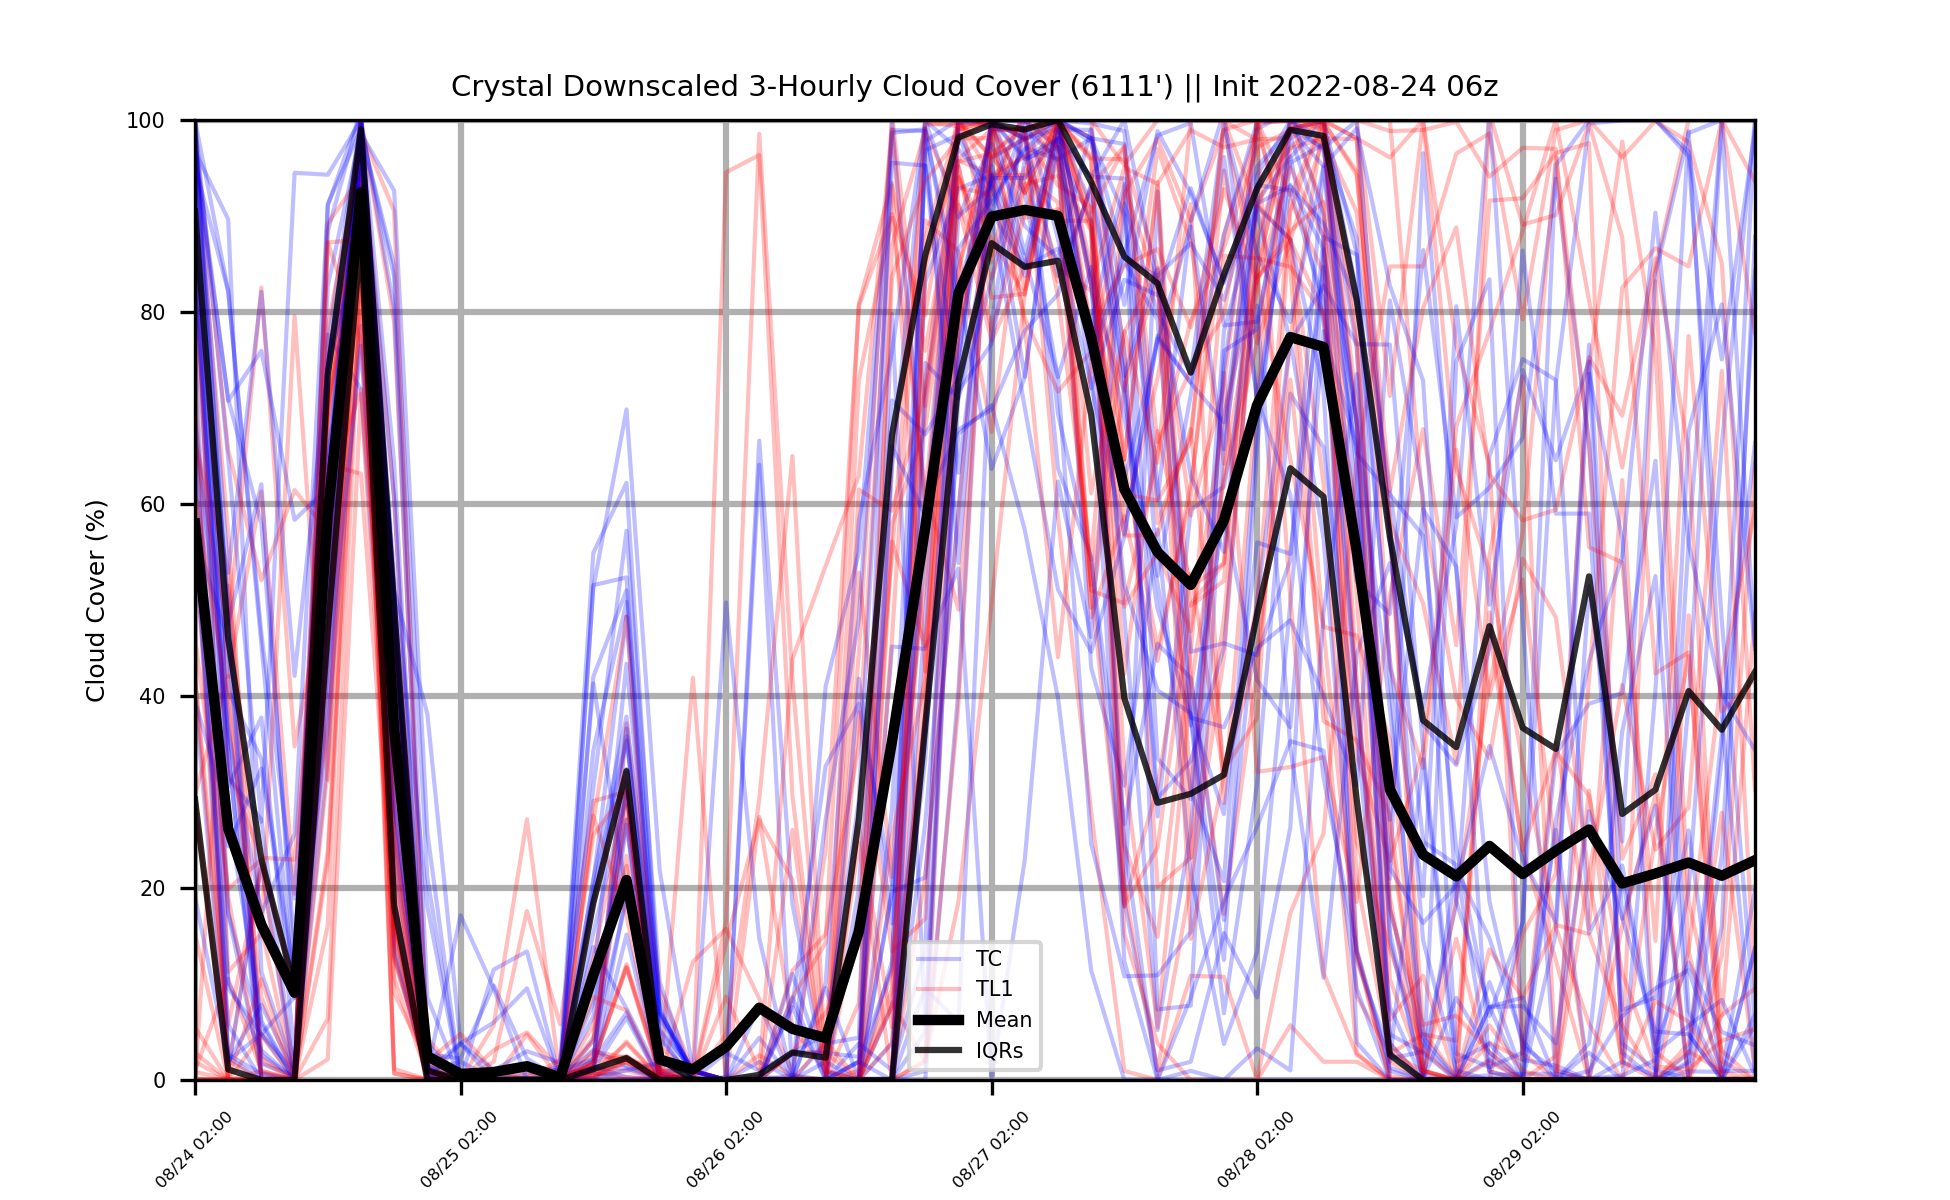 Crystal Downscaled 3-Hourly Cloud Cover (6111') || Init 2022-08-24 06z
Cloud Cover (%)
100
80
60
40
20
0
TC
TL1
Mean
IQRs
08/24 02:00
08/25 02:00
08/26 02:00
08/27 02:00
08/28 02:00
08/29 02:00